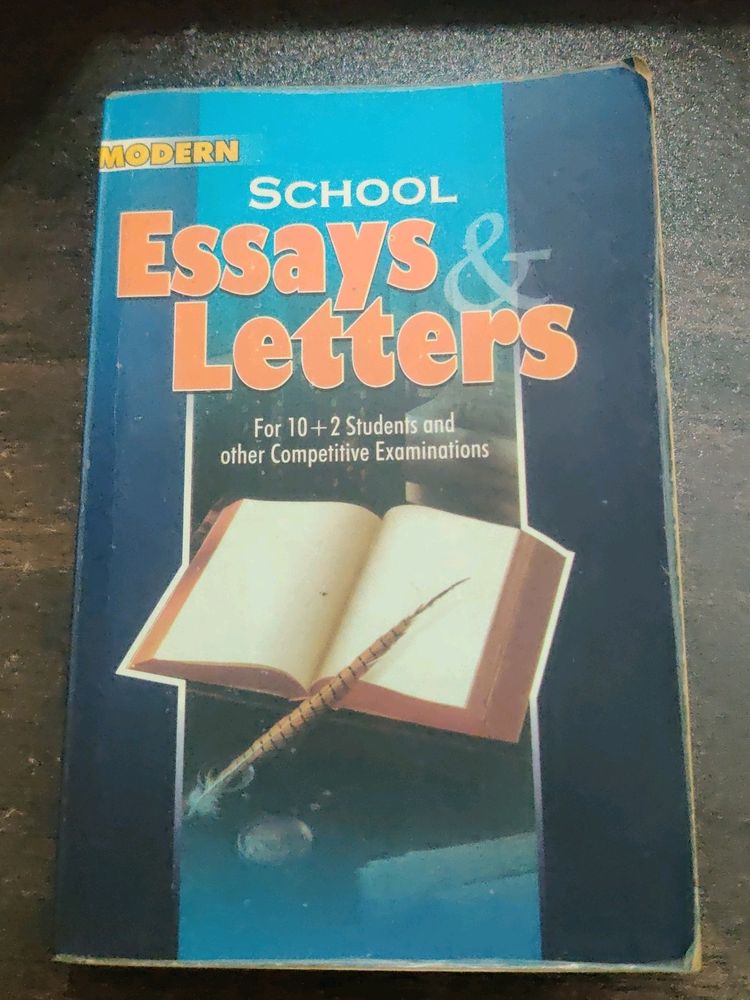 MODERN
SCHOOL
Essays &
Letters
For 10+2 Students and
other Competitive Examinations